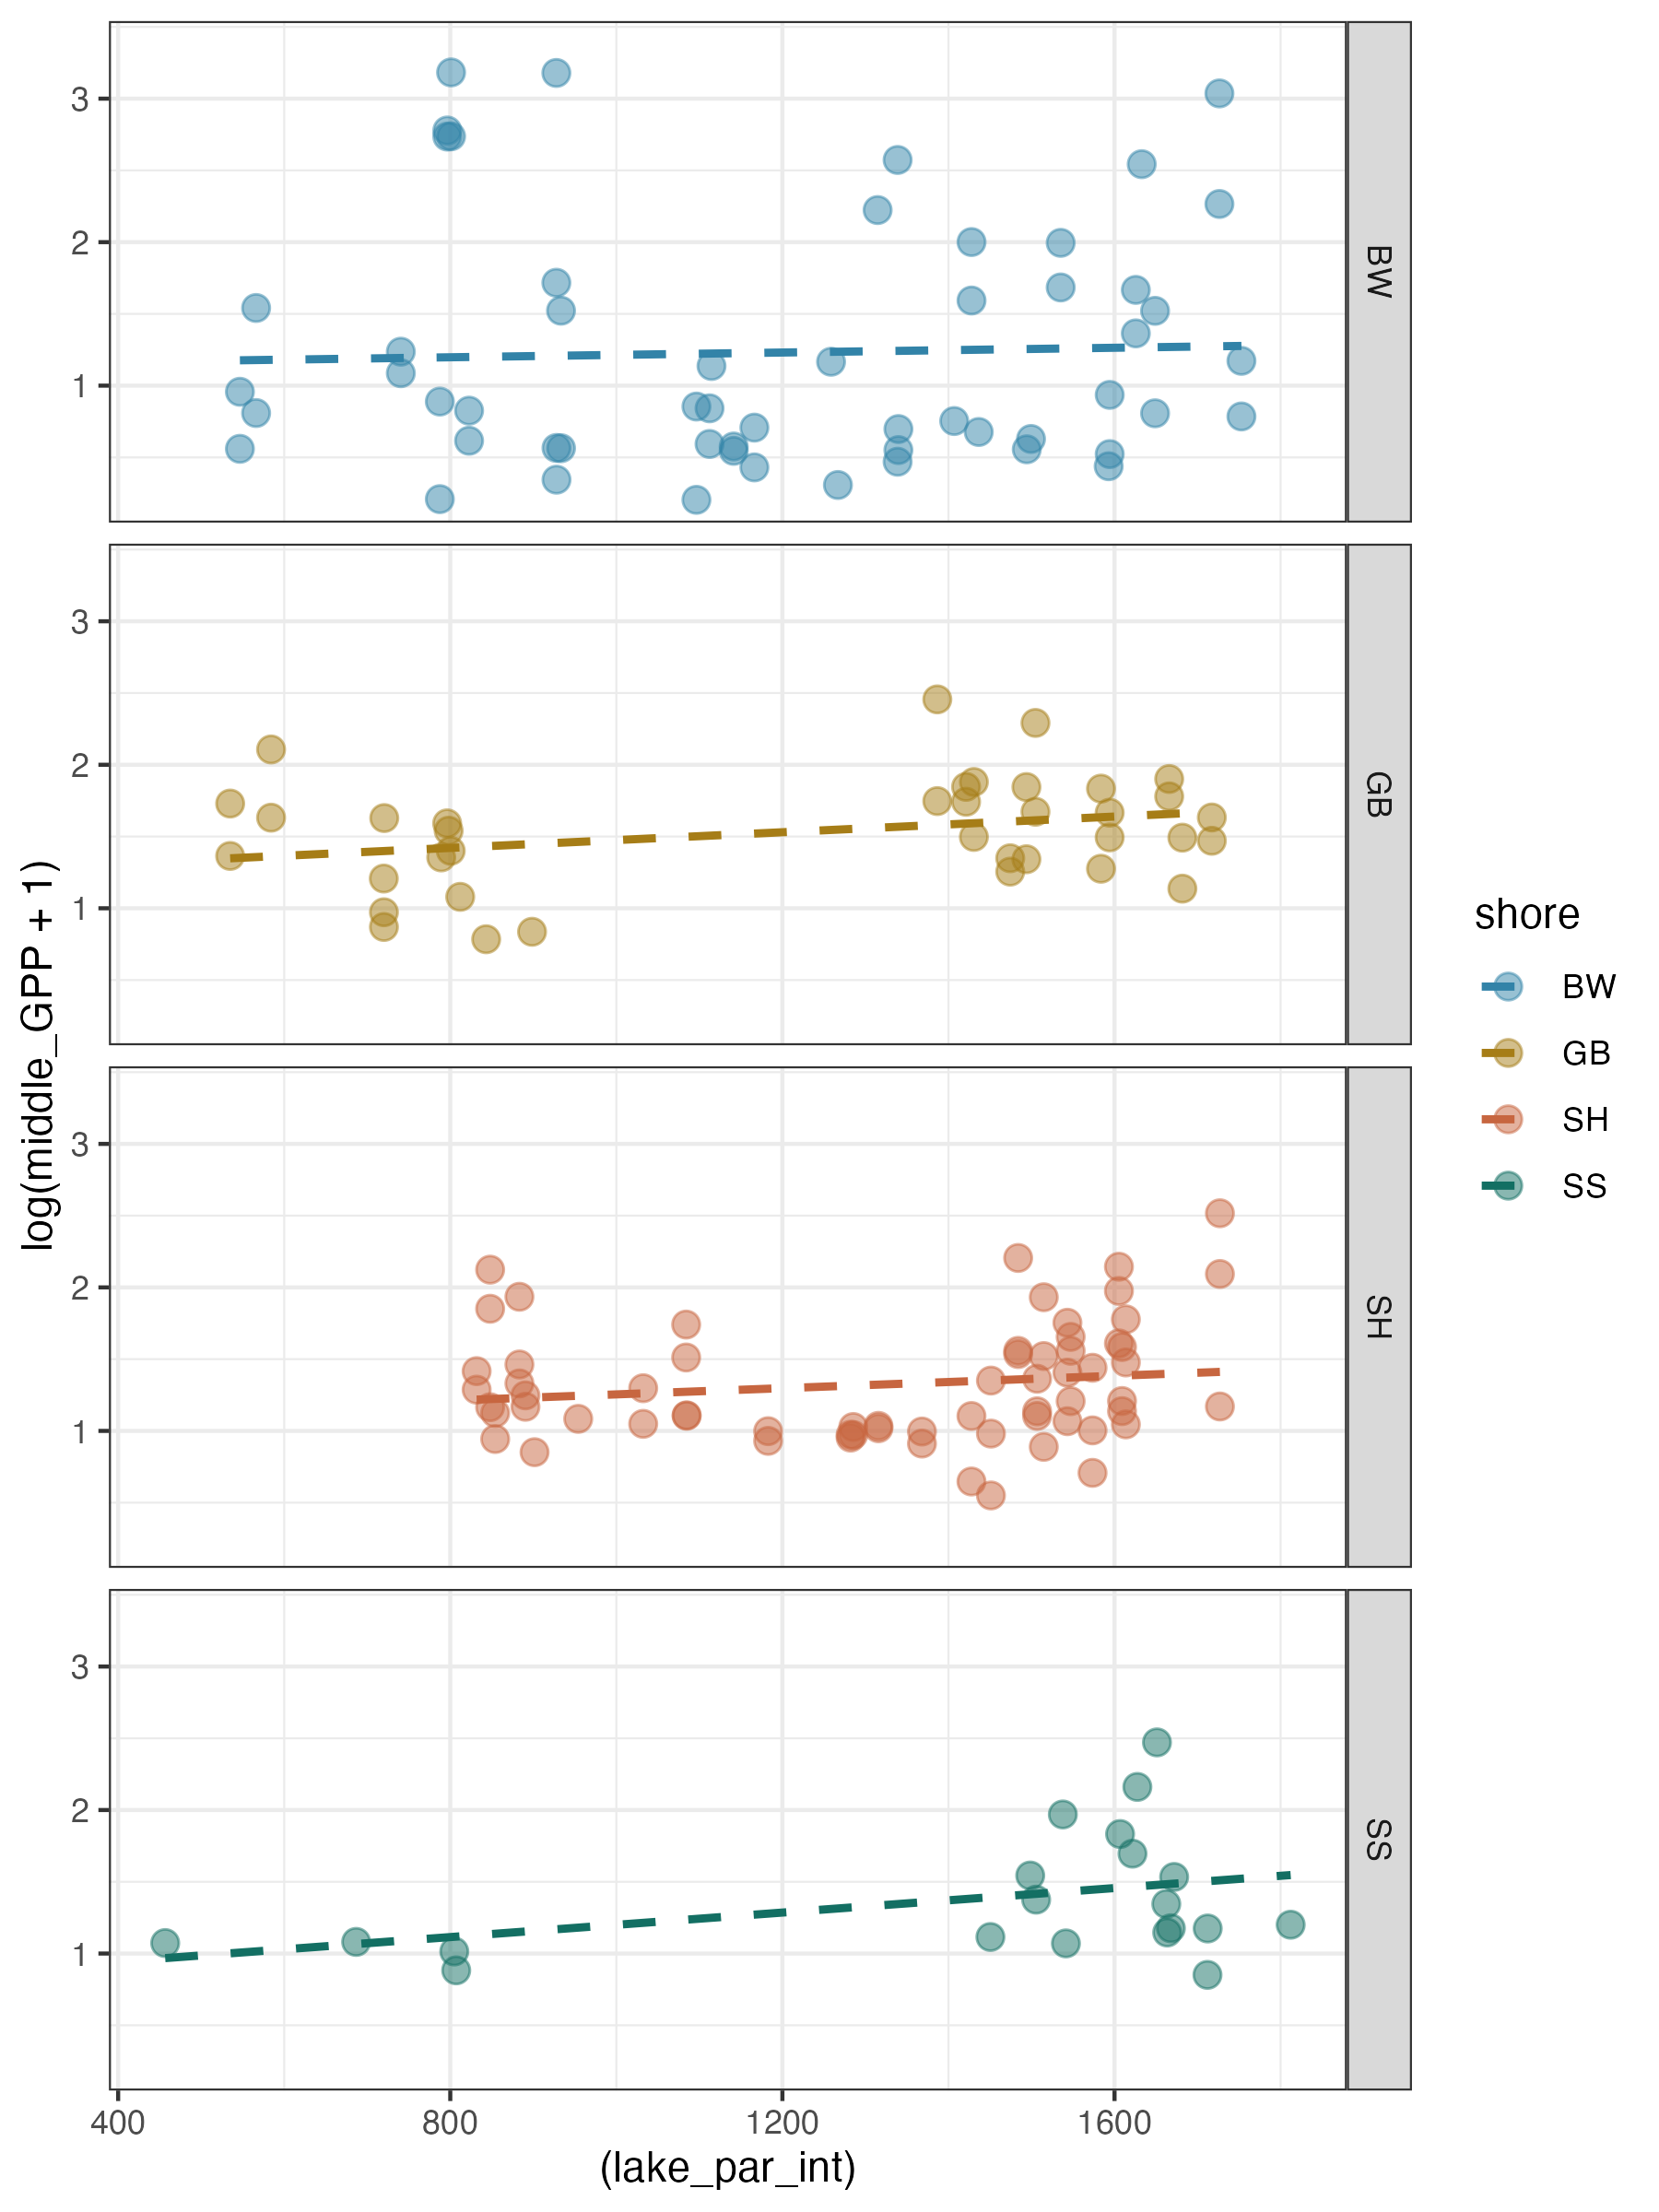 log(middle_GPP + 1)
3
2
1
BW
3
2
1
GB
3
2
1
SH
3
2
1
SS
400 800 1200 1600
(lake_par_int)
shore
BW
GB
SH
SS